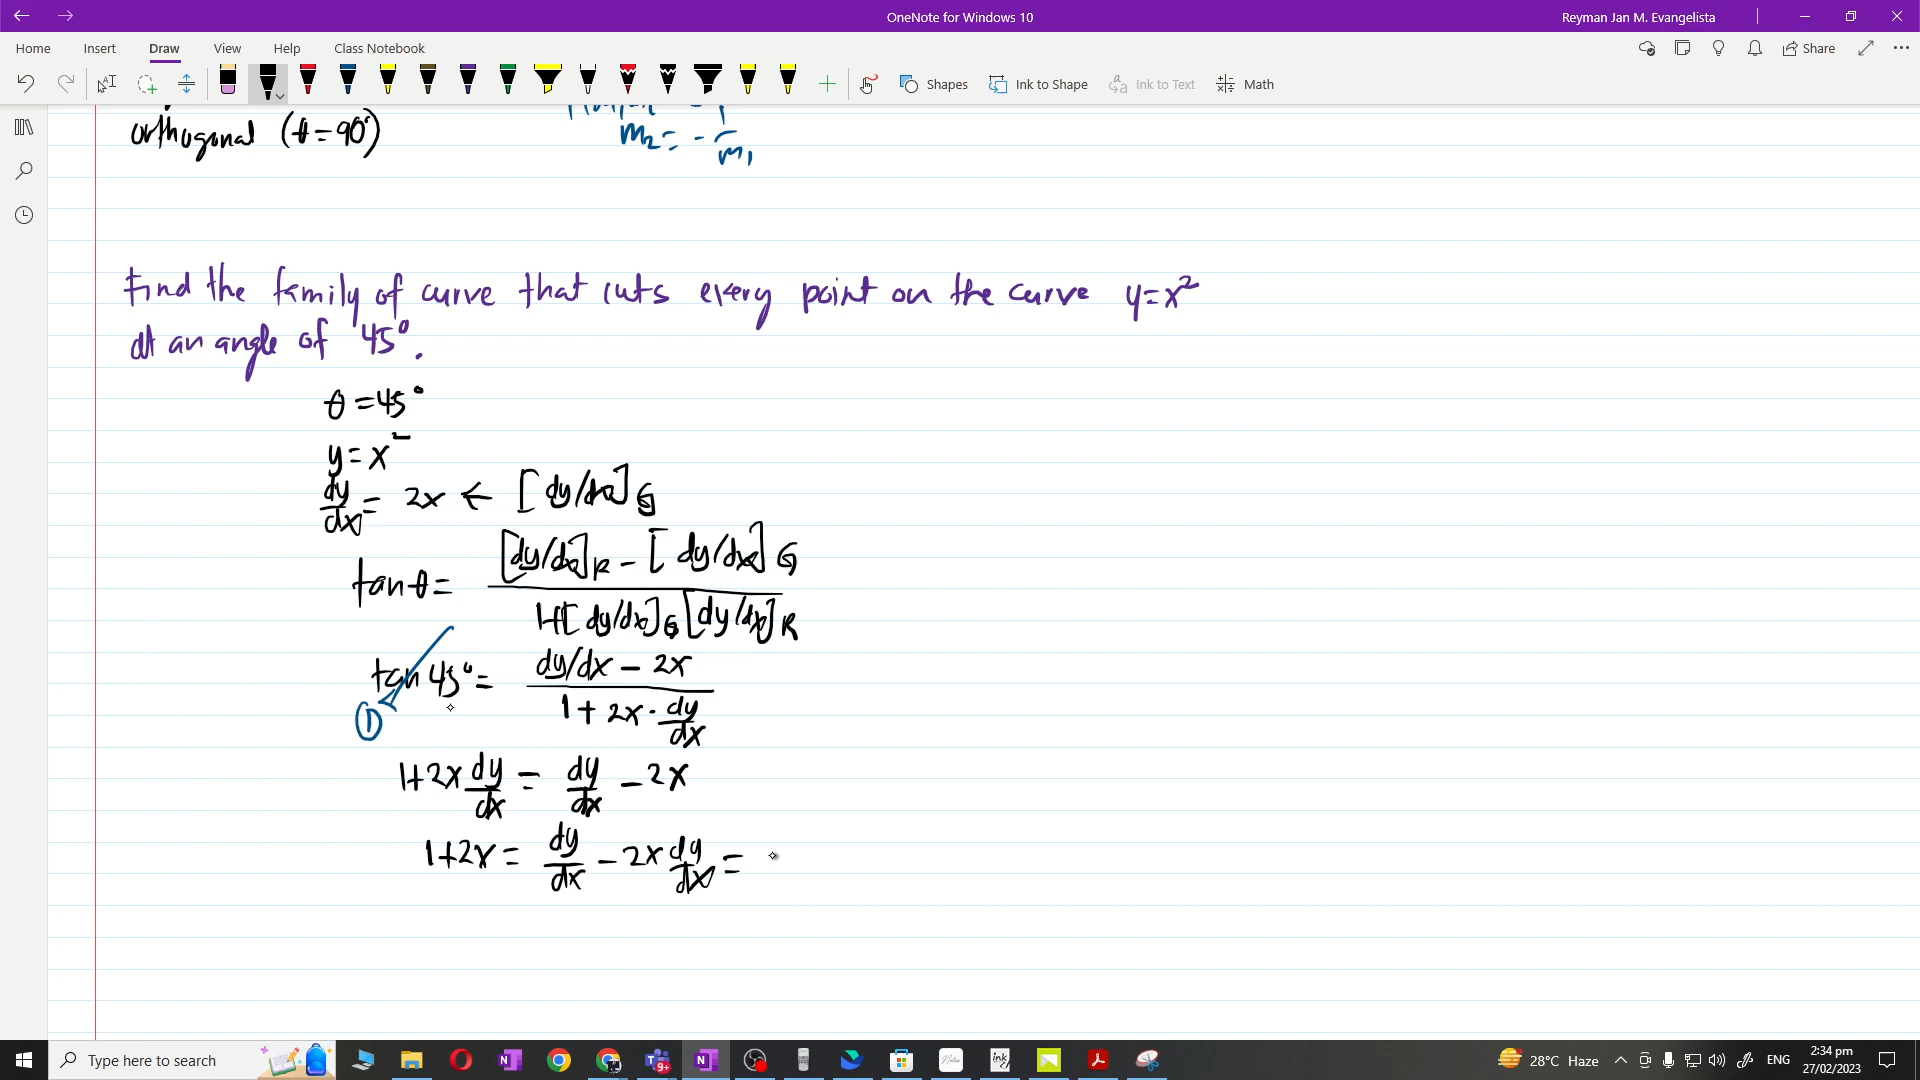 OneNote for Windows 10
Reyman Jan M. Evangelista
Home Insert Draw View Help Class Notebook
Share
Shapes Ink to Shape Ink to Text Math
orthogonal (θ=90°)
m₂ = - 1/m₁
Find the family of curve that cuts every point on the curve y=x²
at an angle of 45°.
θ = 45°
y = x²
dy/dx = 2x ← [dy/dx]G
tanθ = ([dy/dx]R - [dy/dx]G) / (1+[dy/dx]G[dy/dx]R)
tan 45° = (dy/dx - 2x) / (1 + 2x · dy/dx)
①
1+2x dy/dx = dy/dx - 2x
1+2x = dy/dx - 2x dy/dx =
Type here to search
9+
28°C Haze
ENG
2:34 pm
27/02/2023